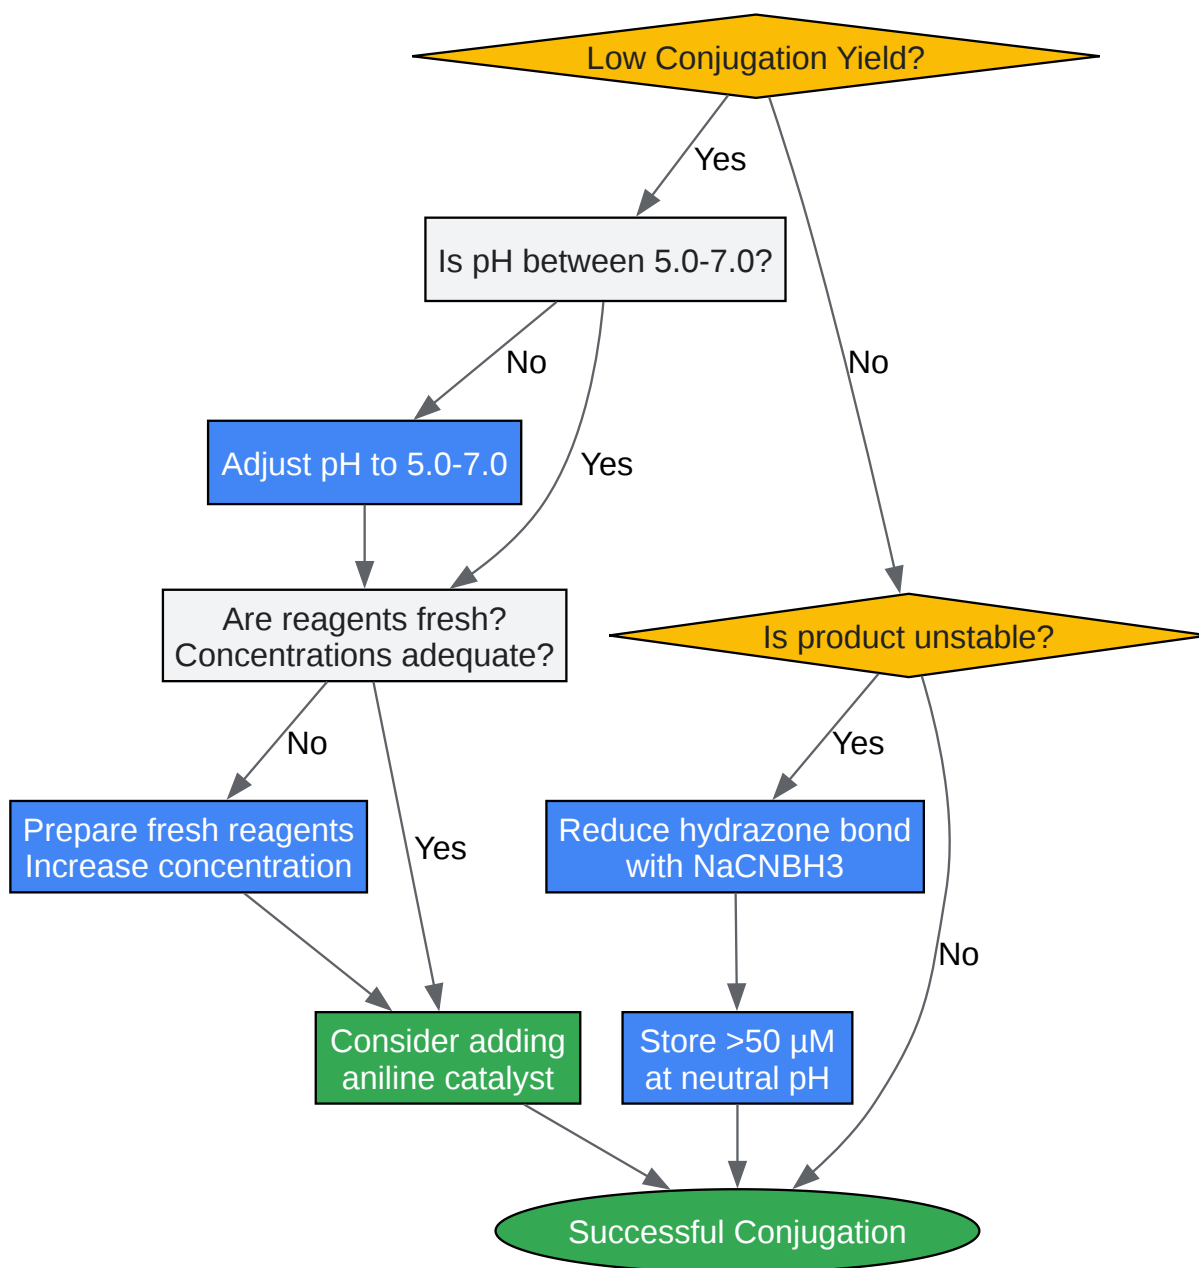 Low Conjugation Yield?
Yes
Is pH between 5.0-7.0?
No
No
Adjust pH to 5.0-7.0
Yes
Are reagents fresh?
Concentrations adequate?
Is product unstable?
No
Yes
Prepare fresh reagents
Increase concentration
Yes
Reduce hydrazone bond
with NaCNBH3
No
Consider adding
aniline catalyst
Store >50 µM
at neutral pH
Successful Conjugation